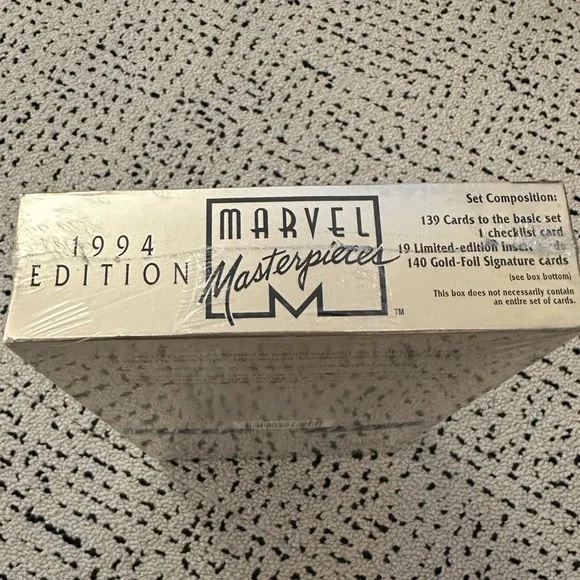 1994
EDITION
MARVEL
Masterpieces
M
TM
Set Composition:
139 Cards to the basic set
1 checklist card
19 Limited-edition insert cards
140 Gold-Foil Signature cards
(see box bottom)
This box does not necessarily contain
an entire set of cards.